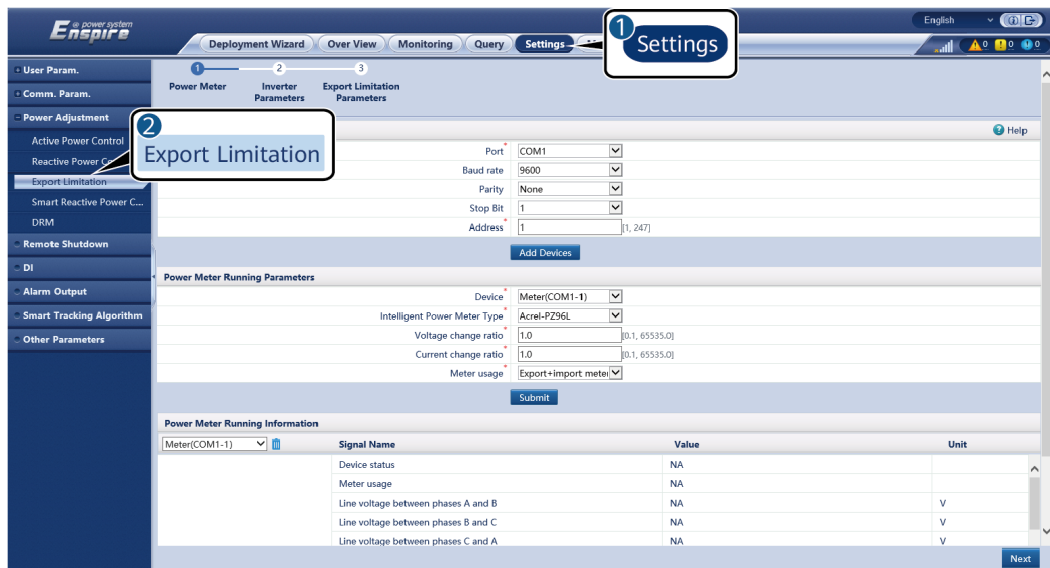 Enspire
e power system
English
Deployment Wizard Over View Monitoring Query Settings
1
Settings
0 0 0
User Param.
Comm. Param.
Power Adjustment
Active Power Control
Reactive Power
Export Limitation
Smart Reactive Power C...
DRM
Remote Shutdown
DI
Alarm Output
Smart Tracking Algorithm
Other Parameters
2
Export Limitation
1 2 3
Power Meter Inverter Parameters Export Limitation Parameters
Help
Port* COM1
Baud rate 9600
Parity None
Stop Bit 1
Address* 1 [1, 247]
Add Devices
Power Meter Running Parameters
Device* Meter(COM1-1)
Intelligent Power Meter Type* Acrel-PZ96L
Voltage change ratio* 1.0 [0.1, 65535.0]
Current change ratio* 1.0 [0.1, 65535.0]
Meter usage* Export+import meter
Submit
Power Meter Running Information
Meter(COM1-1) Signal Name Value Unit
Device status NA
Meter usage NA
Line voltage between phases A and B NA V
Line voltage between phases B and C NA V
Line voltage between phases C and A NA V
Next